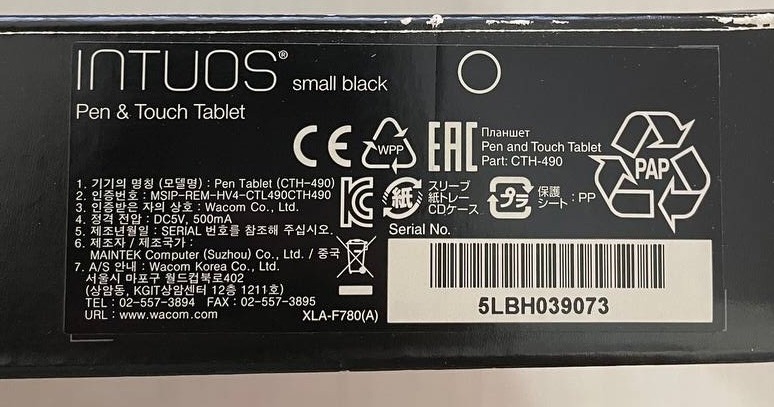 INTUOS® small black
Pen & Touch Tablet
CE
WPP
EAC
Планшет
Pen and Touch Tablet
Part: CTH-490
PAP
1. 기기의 명칭 (모델명) : Pen Tablet (CTH-490)
2. 인증번호 : MSIP-REM-HV4-CTL490CTH490
3. 인증받은 자의 상호 : Wacom Co., Ltd.
4. 정격 전압 : DC5V, 500mA
5. 제조년월일 : SERIAL 번호를 참조해 주십시오.
6. 제조자 / 제조국가 :
MAINTEK Computer (Suzhou) Co., Ltd. / 중국
7. A/S 안내 : Wacom Korea Co., Ltd.
서울시 마포구 월드컵북로402
(상암동, KGIT상암센터 12층 1211호)
TEL : 02-557-3894 FAX : 02-557-3895
URL : www.wacom.com
XLA-F780(A)
紙
スリーブ
紙トレー
CDケース
プラ
保護
シート : PP
Serial No.
5LBH039073